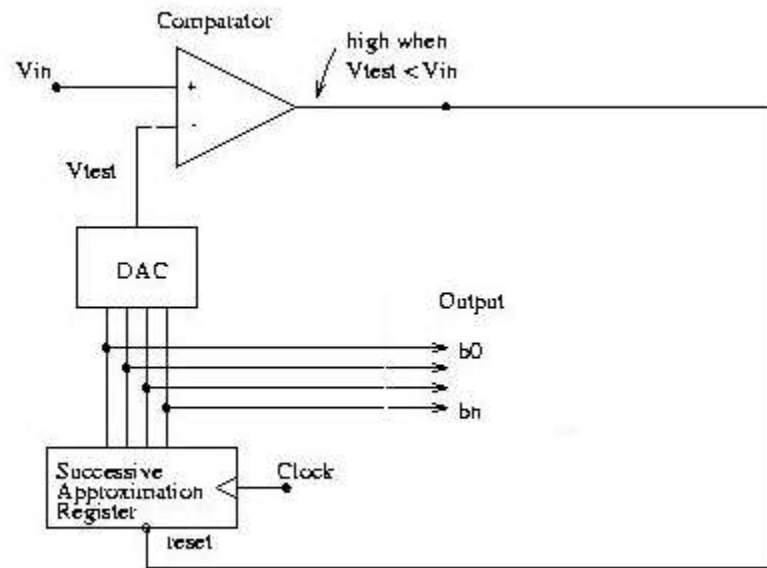 Comparator
high when
Vtest < Vin
Vin
+
-
Vtest
DAC
Output
b0
bn
Successive
Approximation
Register
Clock
reset